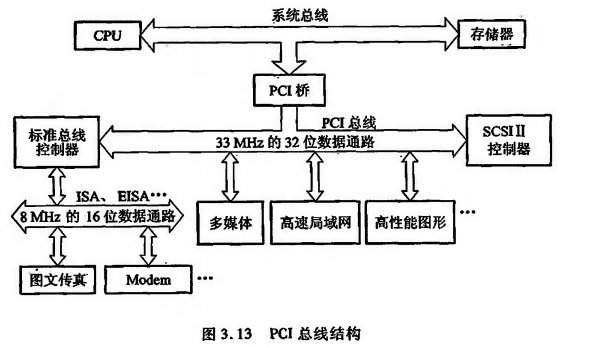 系统总线
CPU
存储器
PCI 桥
PCI 总线
标准总线
控制器
33 MHz 的 32 位数据通路
SCSI Ⅱ
控制器
ISA、EISA…
8 MHz 的 16 位数据通路
多媒体
高速局域网
高性能图形
…
图文传真
Modem
…
图 3.13 PCI 总线结构